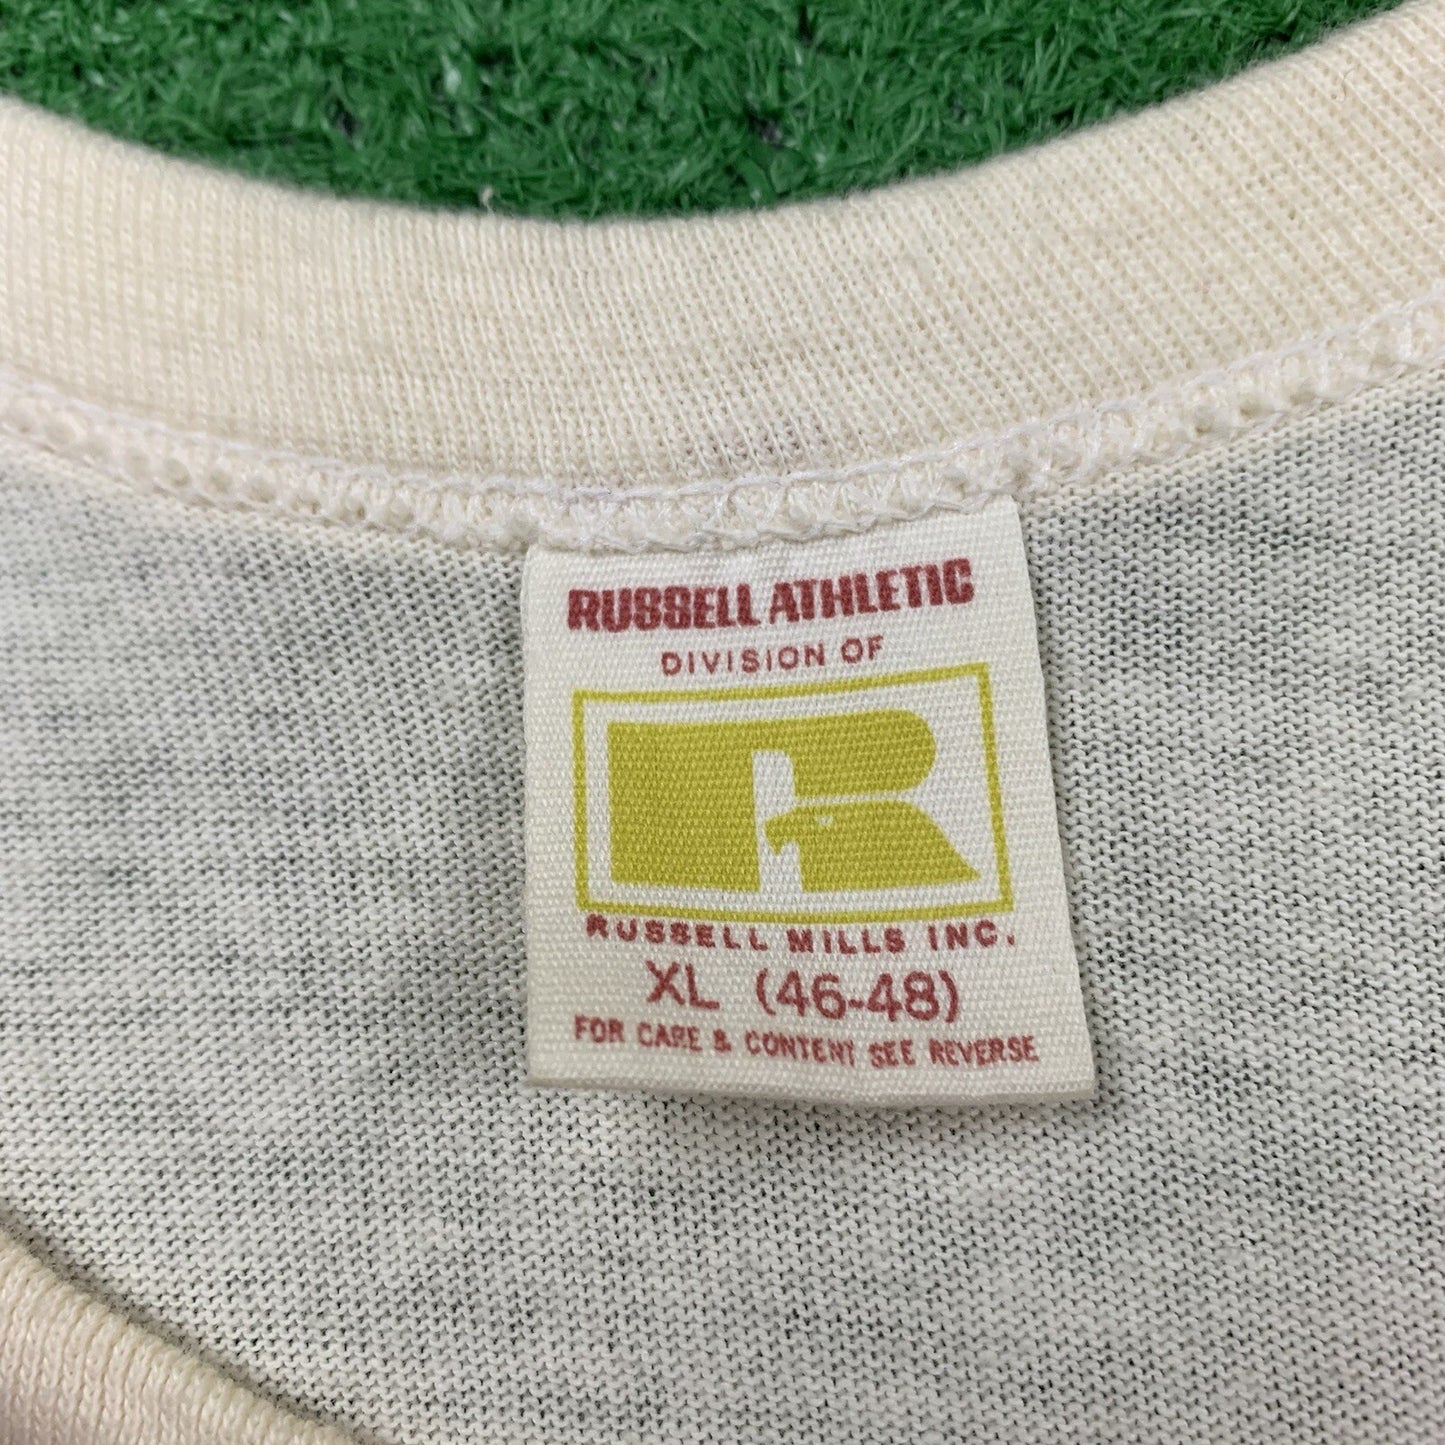 RUSSELL ATHLETIC
DIVISION OF
R
RUSSELL MILLS INC.
XL (46-48)
FOR CARE & CONTENT SEE REVERSE